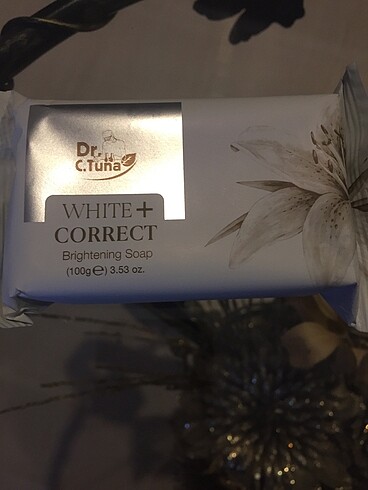 Dr.
C.Tuna
WHITE+
CORRECT
Brightening Soap
(100g℮) 3.53 oz.